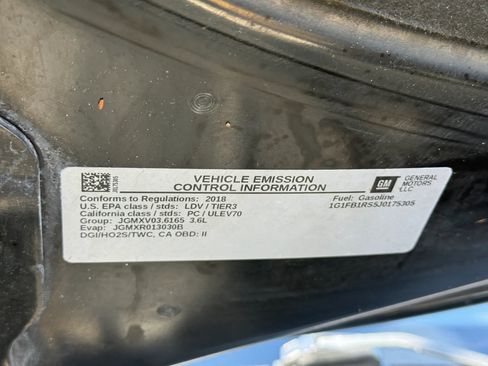 VEHICLE EMISSION
CONTROL INFORMATION
GM
GENERAL
MOTORS
LLC
Conforms to Regulations: 2018
U.S. EPA class / stds: LDV / TIER3
California class / stds: PC / ULEV70
Group: JGMXV03.6165 3.6L
Evap: JGMXR013030B
DGI/HO2S/TWC, CA OBD: II
Fuel: Gasoline
1G1FB1RS5J0175305
J0175305